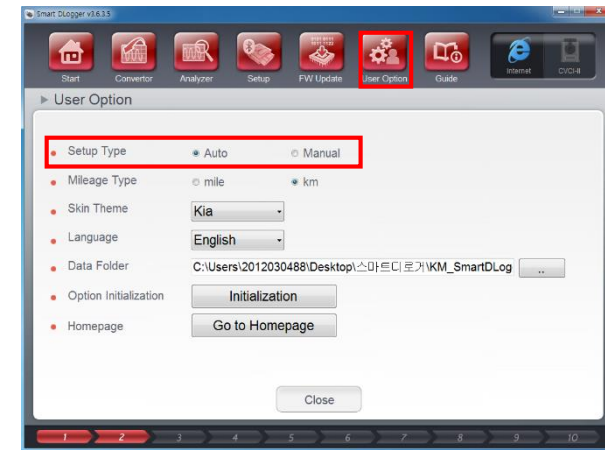 Smart DLogger v3.6.3.5
Start Convertor Analyzer Setup FW Update User Option Guide Internet CVCI-II
User Option
Setup Type Auto Manual
Mileage Type mile km
Skin Theme Kia
Language English
Data Folder C:\Users\2012030488\Desktop\스마트디로거\KM_SmartDLog ..
Option Initialization Initialization
Homepage Go to Homepage
Close
1 2 3 4 5 6 7 8 9 10